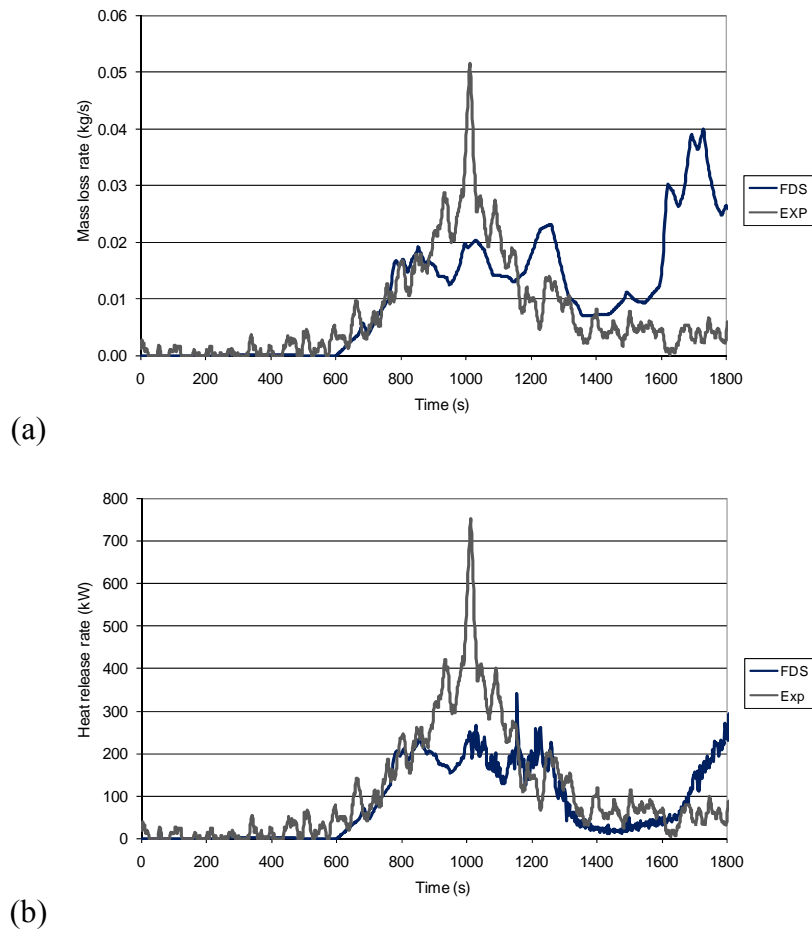 0.06
0.05
0.04
0.03
0.02
0.01
0.00
Mass loss rate (kg/s)
0 200 400 600 800 1000 1200 1400 1600 1800
Time (s)
FDS
EXP
(a)
800
700
600
500
400
300
200
100
0
Heat release rate (kW)
0 200 400 600 800 1000 1200 1400 1600 1800
Time (s)
FDS
Exp
(b)